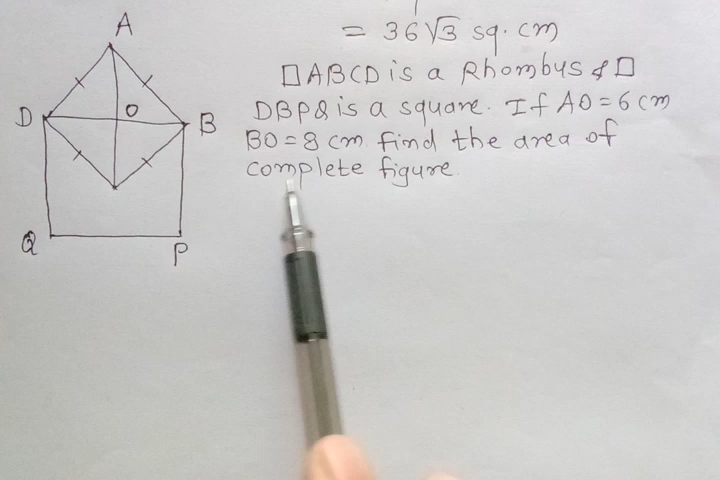 A
= 36√3 sq. cm
□ABCD is a Rhombus & □
D O B
DBPQ is a square. If AO = 6 cm
BO = 8 cm find the area of
complete figure.
Q P